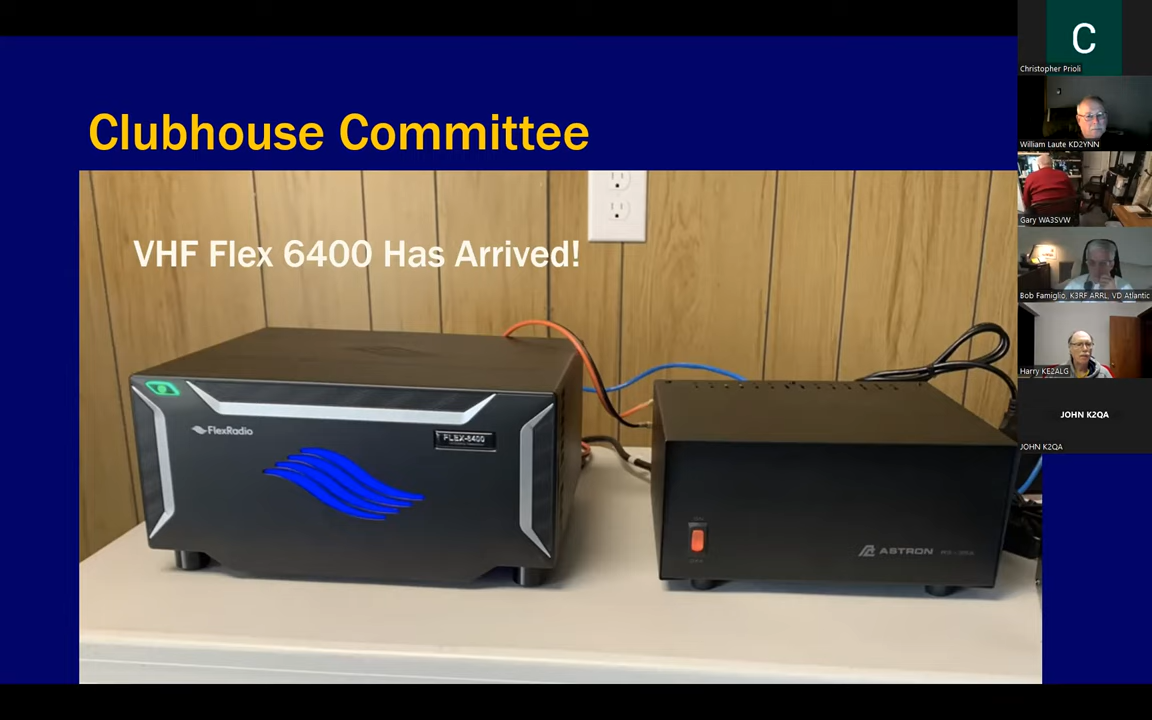 Clubhouse Committee
VHF Flex 6400 Has Arrived!
FlexRadio
FLEX-6400
ASTRON
C
Christopher Prioli
William Laute KD2YNN
Gary WA3SVW
Bob Famiglio, K3RF ARRL, VD Atlantic
Harry KE2ALG
JOHN K2QA
JOHN K2QA